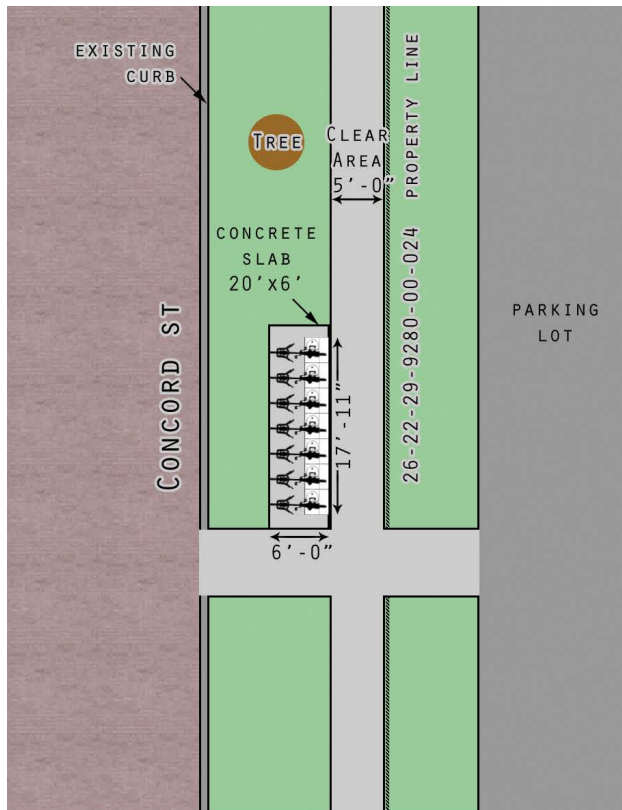 EXISTING
CURB
TREE
CLEAR
AREA
5'-0"
PROPERTY LINE
26-22-29-9280-00-024
CONCRETE
SLAB
20'x6'
CONCORD ST
PARKING
LOT
17'-11"
6'-0"